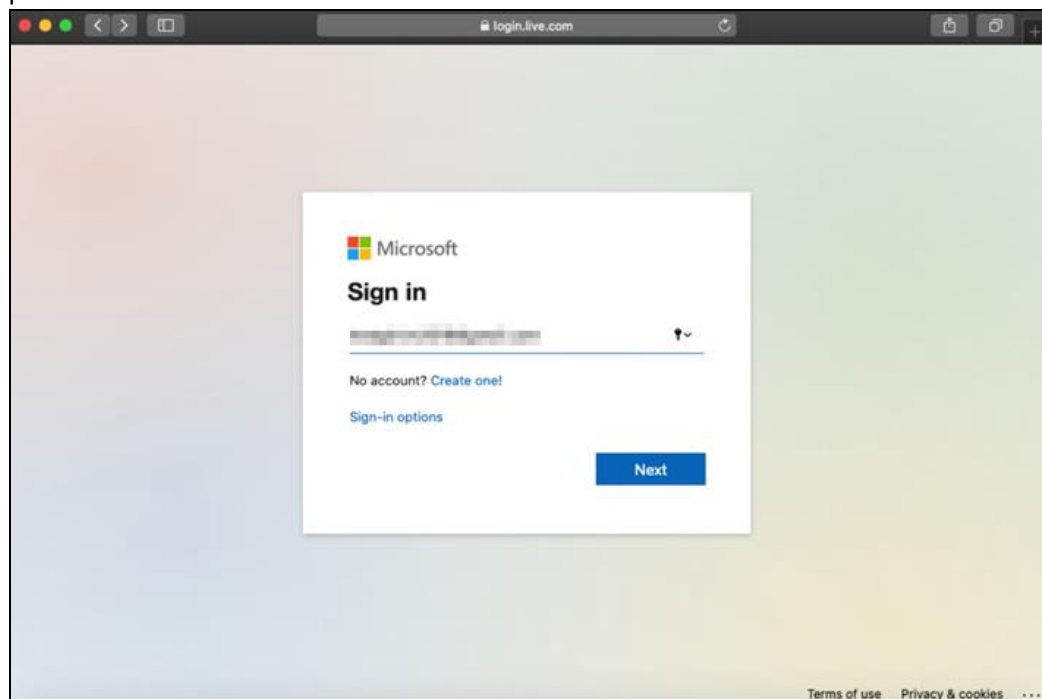 login.live.com
Microsoft
Sign in
No account? Create one!
Sign-in options
Next
Terms of use Privacy & cookies ...